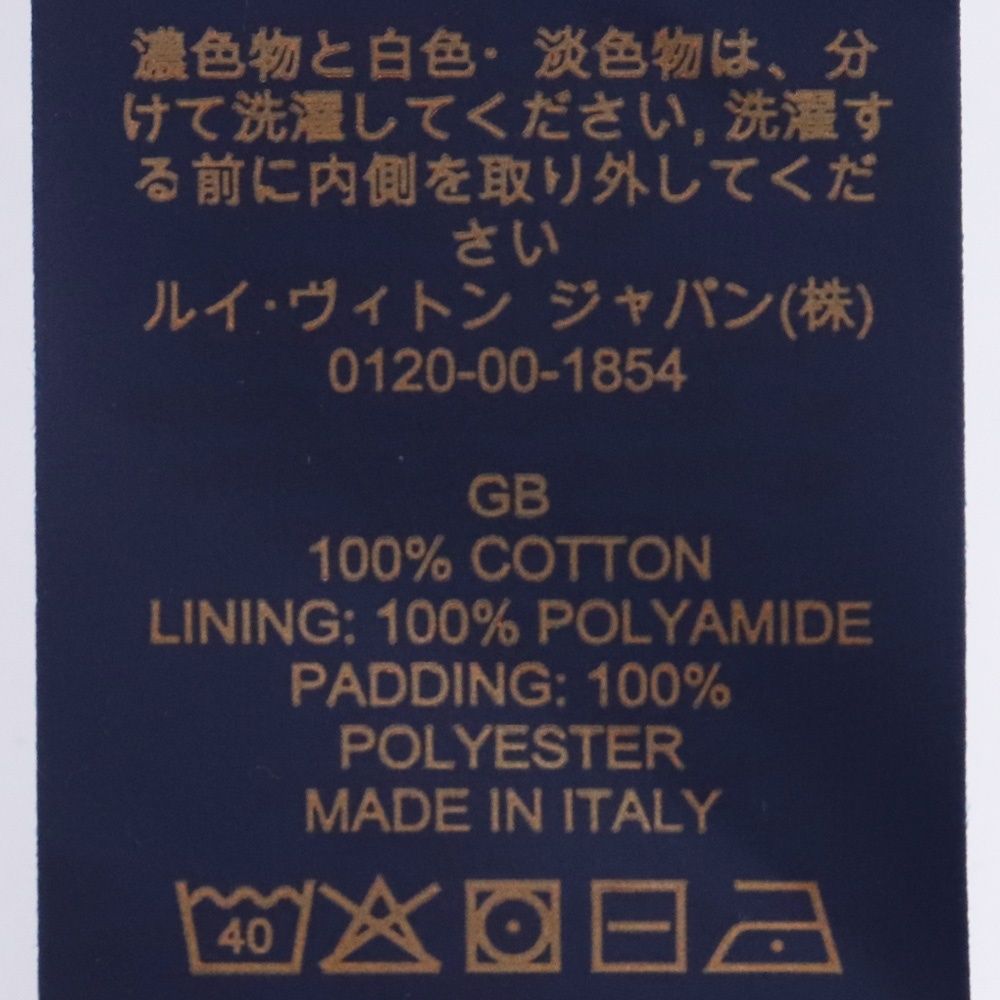 濃色物と白色・ 淡色物は、分
けて洗濯してください, 洗濯す
る前に内側を取り外してくだ
さい
ルイ・ヴィトン ジャパン(株)
0120-00-1854
GB
100% COTTON
LINING: 100% POLYAMIDE
PADDING: 100%
POLYESTER
MADE IN ITALY
40